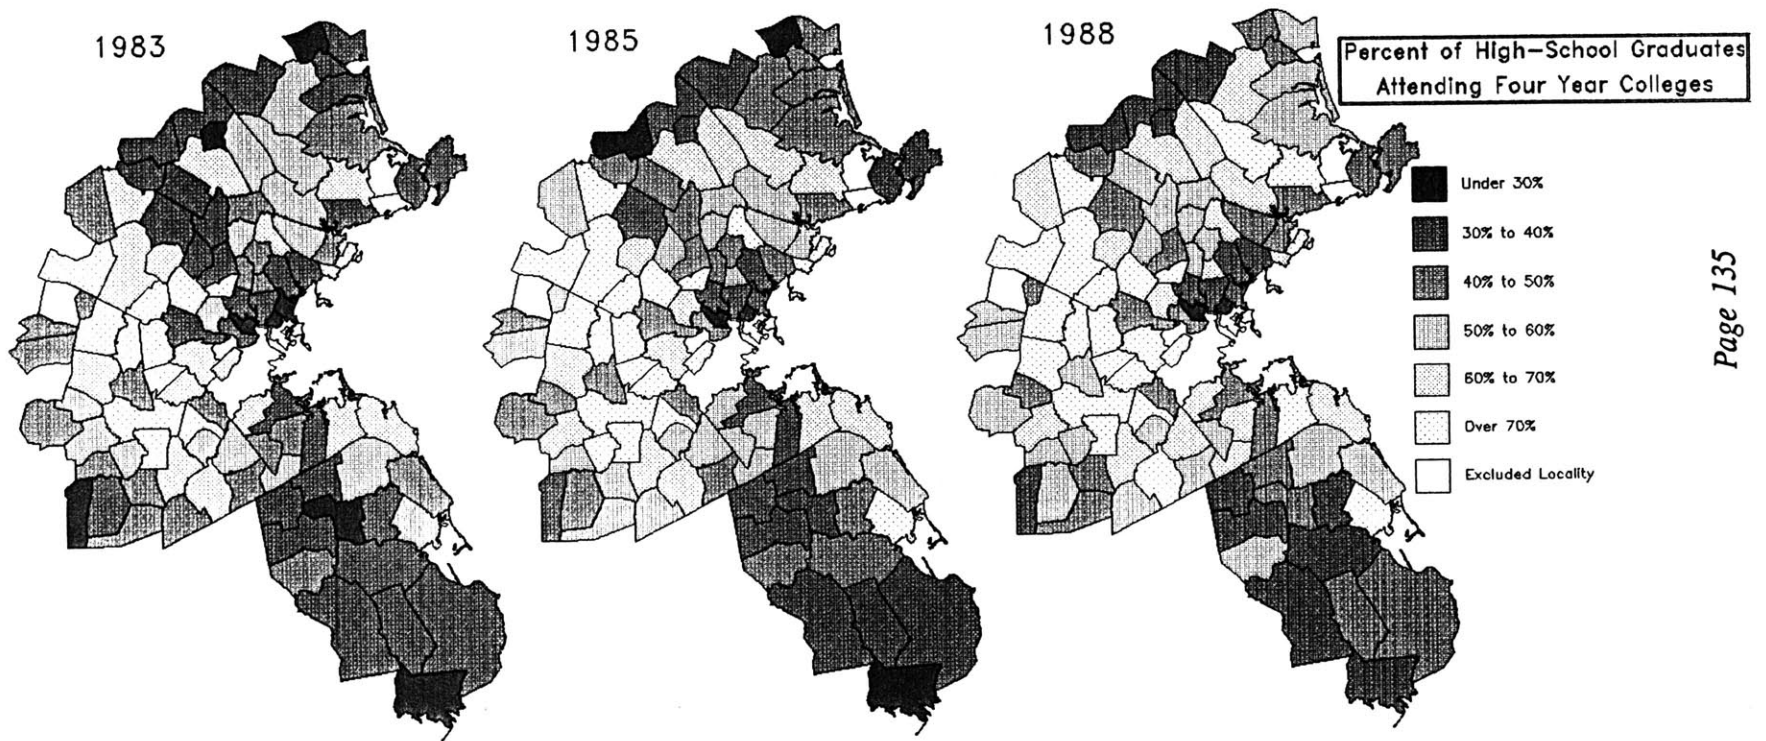 1983
1985
1988
Percent of High-School Graduates
Attending Four Year Colleges
Under 30%
30% to 40%
40% to 50%
50% to 60%
60% to 70%
Over 70%
Excluded Locality
Page 135